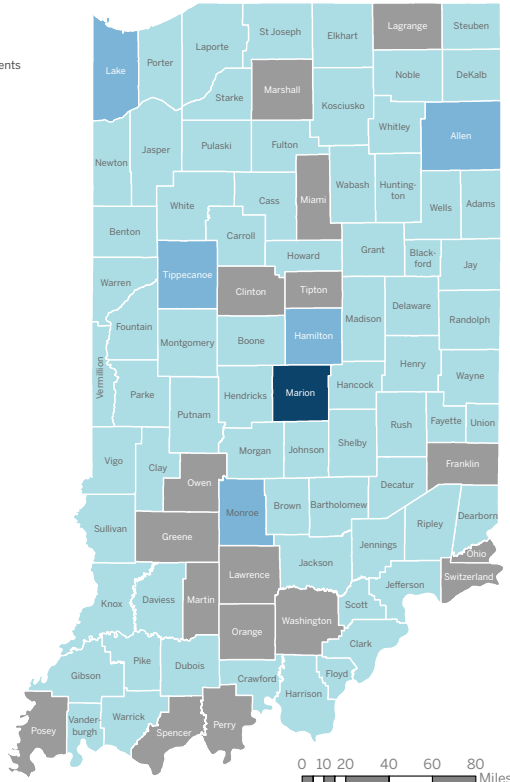 St Joseph
Elkhart
Lagrange
Steuben
Laporte
Porter
Lake
ents
Noble
DeKalb
Marshall
Starke
Kosciusko
Whitley
Allen
Pulaski
Fulton
Jasper
Newton
Wabash
Hunting-
ton
Miami
Cass
White
Wells
Adams
Benton
Carroll
Grant
Howard
Black-
ford
Jay
Tippecanoe
Warren
Clinton
Tipton
Delaware
Madison
Randolph
Fountain
Hamilton
Boone
Montgomery
Henry
Wayne
Vermillion
Parke
Hendricks
Marion
Hancock
Putnam
Rush
Fayette
Union
Shelby
Morgan
Johnson
Vigo
Clay
Franklin
Owen
Decatur
Brown
Bartholomew
Monroe
Dearborn
Ripley
Sullivan
Greene
Jennings
Ohio
Jackson
Lawrence
Switzerland
Jefferson
Knox
Daviess
Martin
Scott
Washington
Orange
Clark
Pike
Dubois
Gibson
Floyd
Crawford
Harrison
Warrick
Vander-
burgh
Perry
Posey
Spencer
0 10 20 40 60 80
Miles